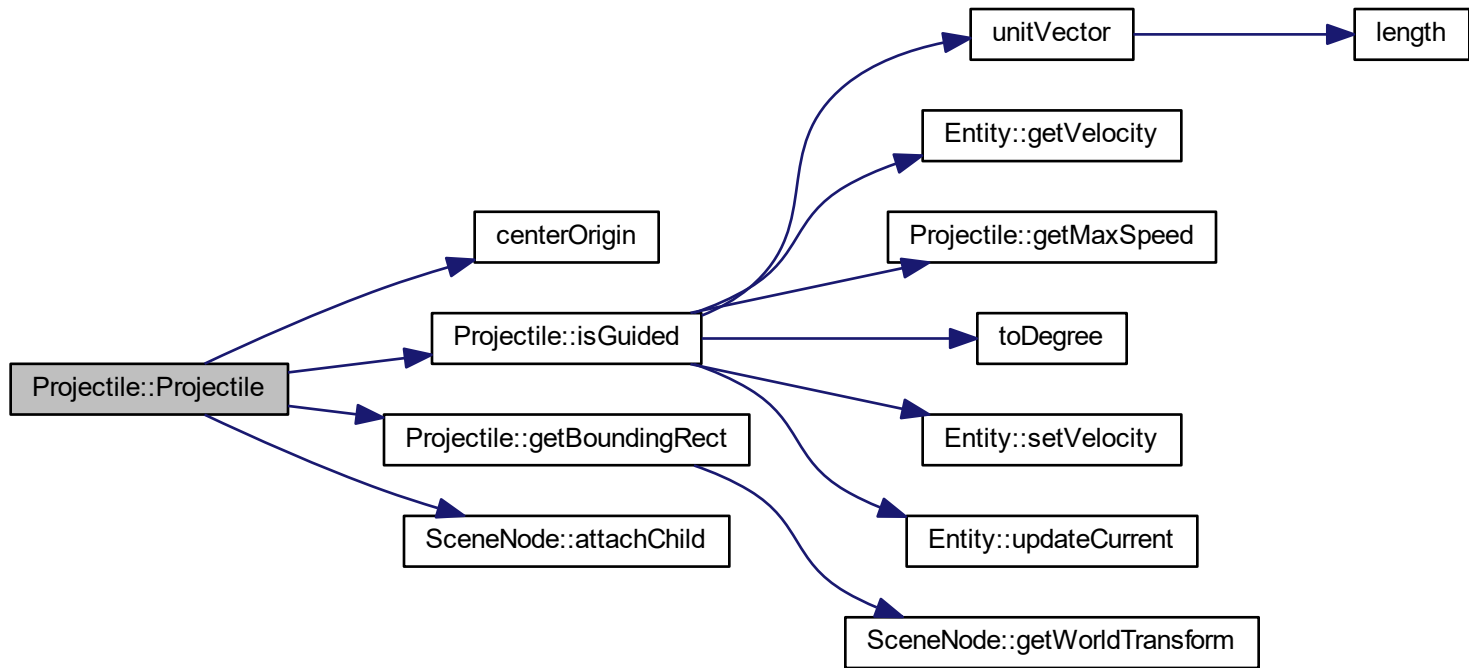 unitVector
length
Entity::getVelocity
centerOrigin
Projectile::getMaxSpeed
Projectile::isGuided
toDegree
Projectile::Projectile
Projectile::getBoundingRect
Entity::setVelocity
SceneNode::attachChild
Entity::updateCurrent
SceneNode::getWorldTransform